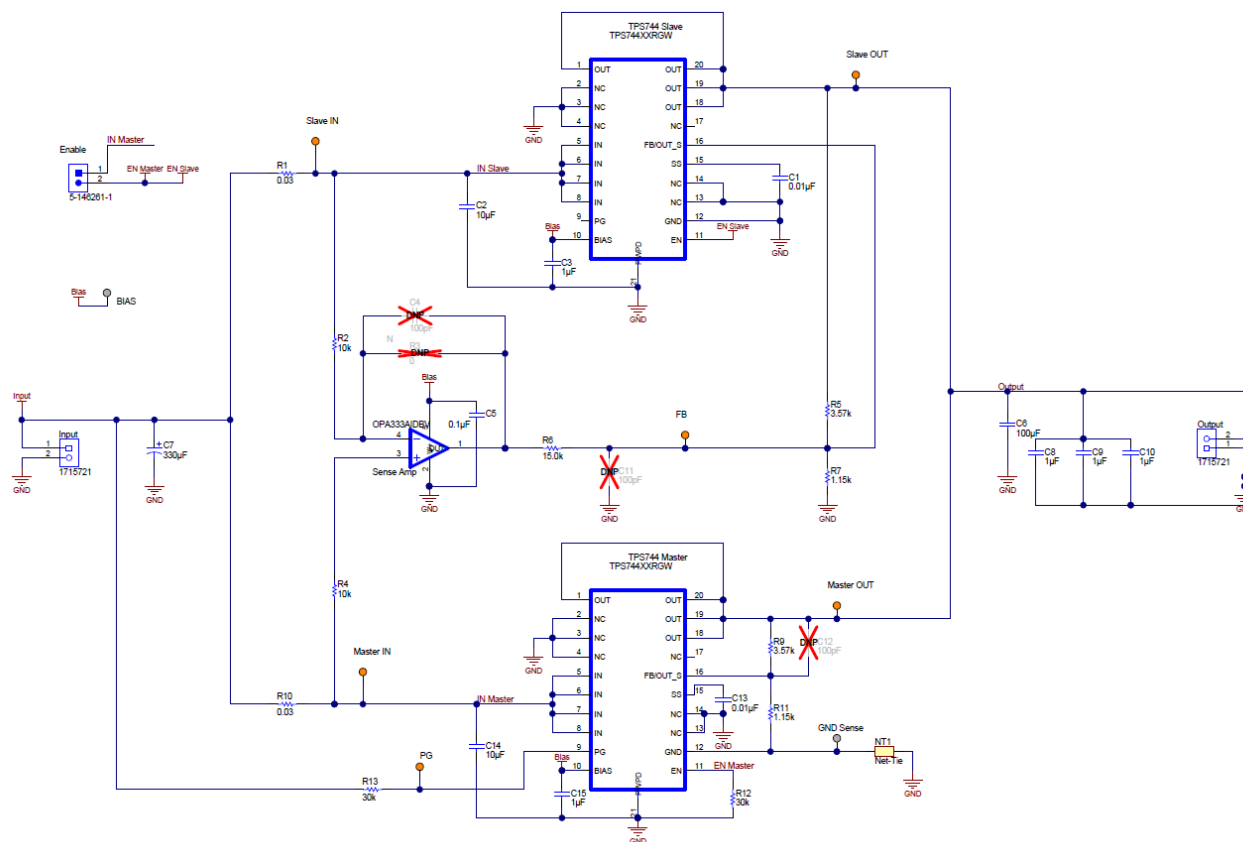 TPS744 Slave
TPS744XXRGW
1 OUT OUT 20
2 NC OUT 19
3 NC OUT 18
4 NC NC 17
5 IN FB/OUT_S 16
6 IN SS 15
7 IN NC 14
8 IN NC 13
9 PG GND 12
10 BIAS EN 11
PWPD
21
GND
GND
GND
Slave OUT
Slave IN
IN Slave
EN Slave
Bias
C1
0.01µF
C2
10µF
C3
1µF
R1
0.03
Enable
IN Master
1
2
EN Master EN Slave
5-146261-1
Bias
BIAS
C4
DNP
100pF
N
R3
DNP
0
R2
10k
Bias
C5
0.1µF
OPA333AIDBV
4
3
1
2
OUT
Sense Amp
GND
R6
15.0k
FB
DNP
C11
100pF
GND
R5
3.57k
R7
1.15k
GND
Input
Input
1
2
1715721
GND
C7
330µF
GND
Output
C6
100µF
GND
C8
1µF
C9
1µF
C10
1µF
Output
2
1
1715721
GND
R4
10k
TPS744 Master
TPS744XXRGW
1 OUT OUT 20
2 NC OUT 19
3 NC OUT 18
4 NC NC 17
5 IN FB/OUT_S 16
6 IN SS 15
7 IN NC 14
8 IN NC 13
9 PG GND 12
10 BIAS EN 11
PWPD
21
GND
GND
GND
Master OUT
R9
3.57k
DNP
C12
100pF
C13
0.01µF
R11
1.15k
GND Sense
NT1
Net-Tie
GND
EN Master
R12
30k
Master IN
IN Master
R10
0.03
C14
10µF
Bias
C15
1µF
PG
R13
30k